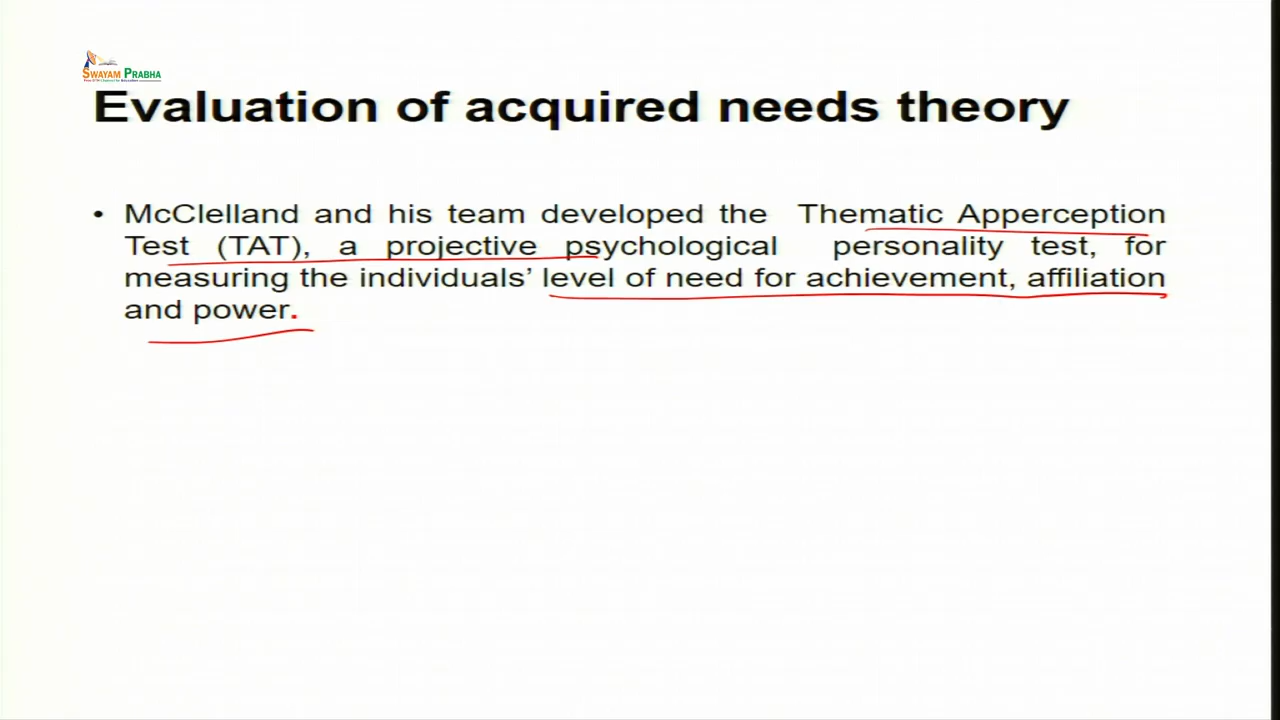 SWAYAM PRABHA
Evaluation of acquired needs theory
• McClelland and his team developed the Thematic Apperception
Test (TAT), a projective psychological personality test, for
measuring the individuals' level of need for achievement, affiliation
and power.